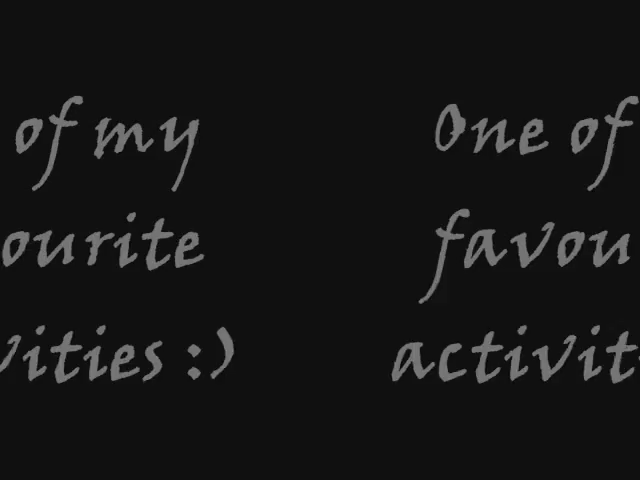 of my One of
ourite favou
vities :) activit